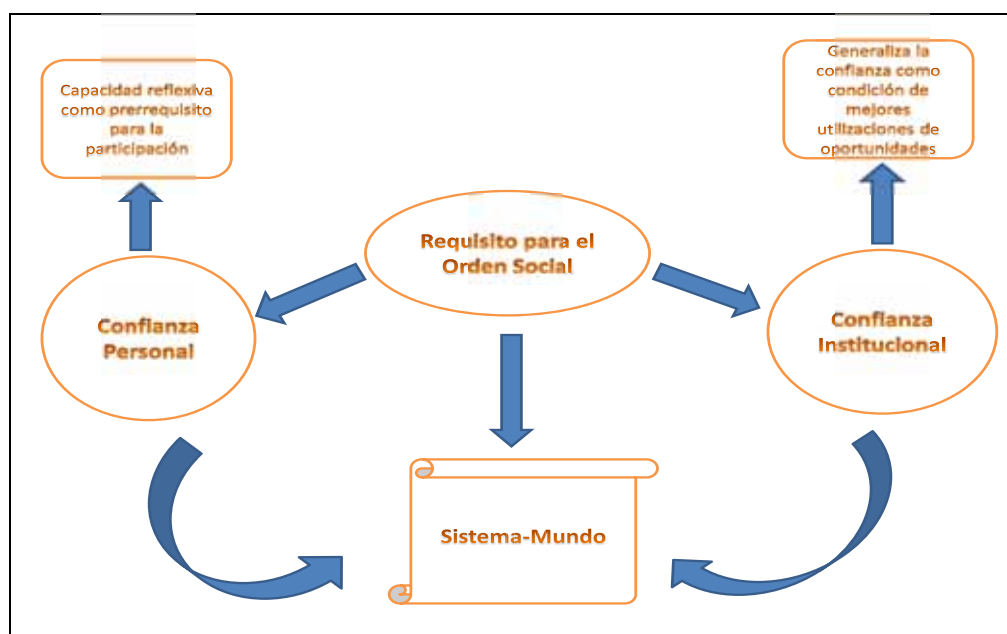 Capacidad reflexiva
como prerrequisito
para la
participación
Generaliza la
confianza como
condición de
mejores
utilizaciones de
oportunidades
Requisito para el
Orden Social
Confianza
Personal
Confianza
Institucional
Sistema-Mundo